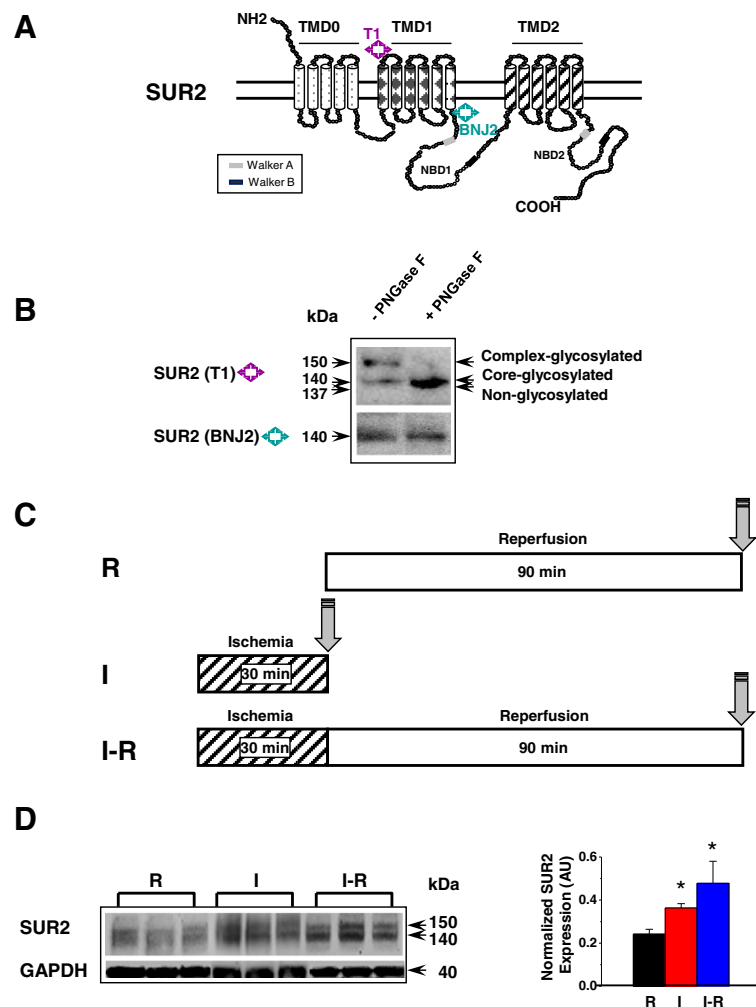 A
NH2
TMD0
T1
TMD1
TMD2
SUR2
BNJ2
NBD1
NBD2
Walker A
Walker B
COOH
B
- PNGase F
+ PNGase F
kDa
SUR2 (T1)
150
140
137
Complex-glycosylated
Core-glycosylated
Non-glycosylated
SUR2 (BNJ2)
140
C
R
Reperfusion
90 min
I
Ischemia
30 min
I-R
Ischemia
30 min
Reperfusion
90 min
D
R
I
I-R
kDa
SUR2
150
140
GAPDH
40
Normalized SUR2
Expression (AU)
0.6
0.4
0.2
0.0
*
*
R
I
I-R